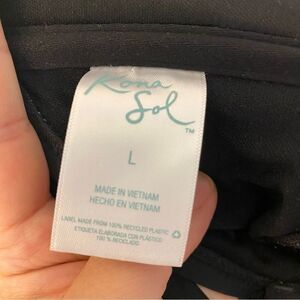 Kona
Sol
™
L
MADE IN VIETNAM
HECHO EN VIETNAM
LABEL MADE FROM 100% RECYCLED PLASTIC
ETIQUETA ELABORADA CON PLÁSTICO
100 % RECICLADO